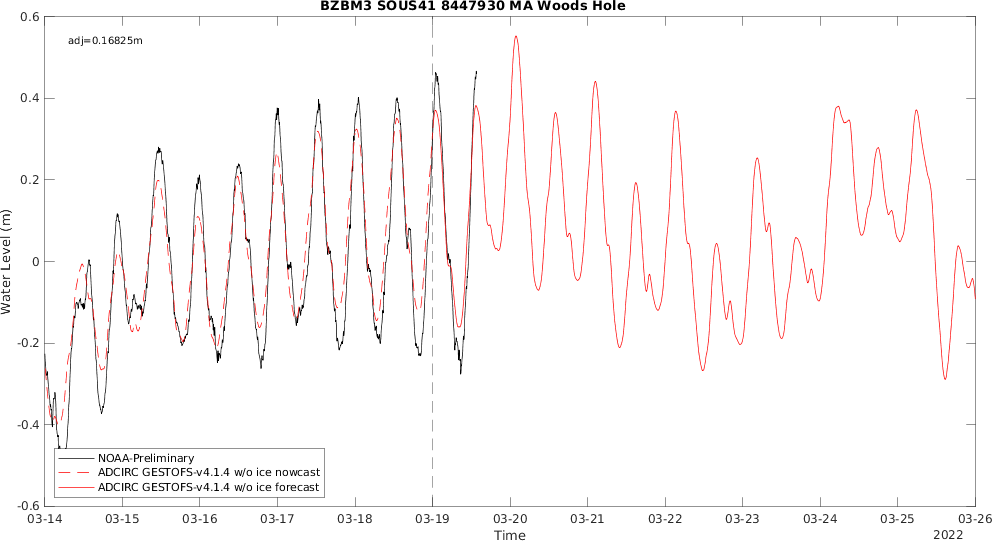 BZBM3 SOUS41 8447930 MA Woods Hole
adj=0.16825m
Water Level (m)
0.6
0.4
0.2
0
-0.2
-0.4
-0.6
NOAA-Preliminary
ADCIRC GESTOFS-v4.1.4 w/o ice nowcast
ADCIRC GESTOFS-v4.1.4 w/o ice forecast
03-14 03-15 03-16 03-17 03-18 03-19 03-20 03-21 03-22 03-23 03-24 03-25 03-26
Time
2022